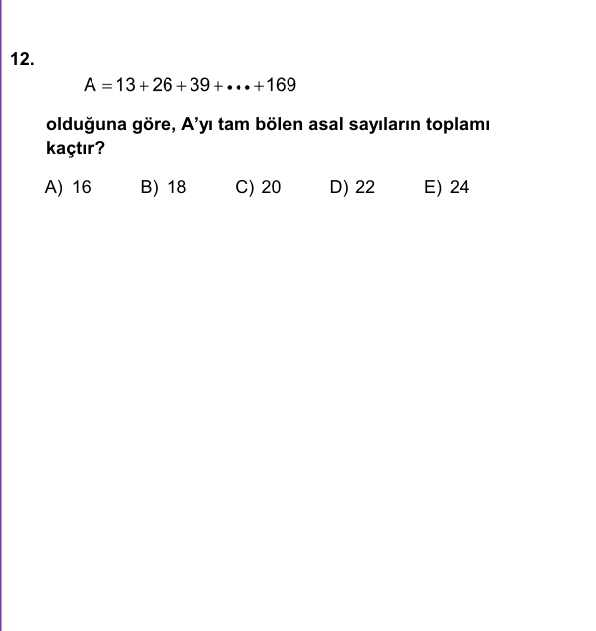 12.
A = 13 + 26 + 39 + ••• + 169
olduğuna göre, A'yı tam bölen asal sayıların toplamı
kaçtır?
A) 16 B) 18 C) 20 D) 22 E) 24